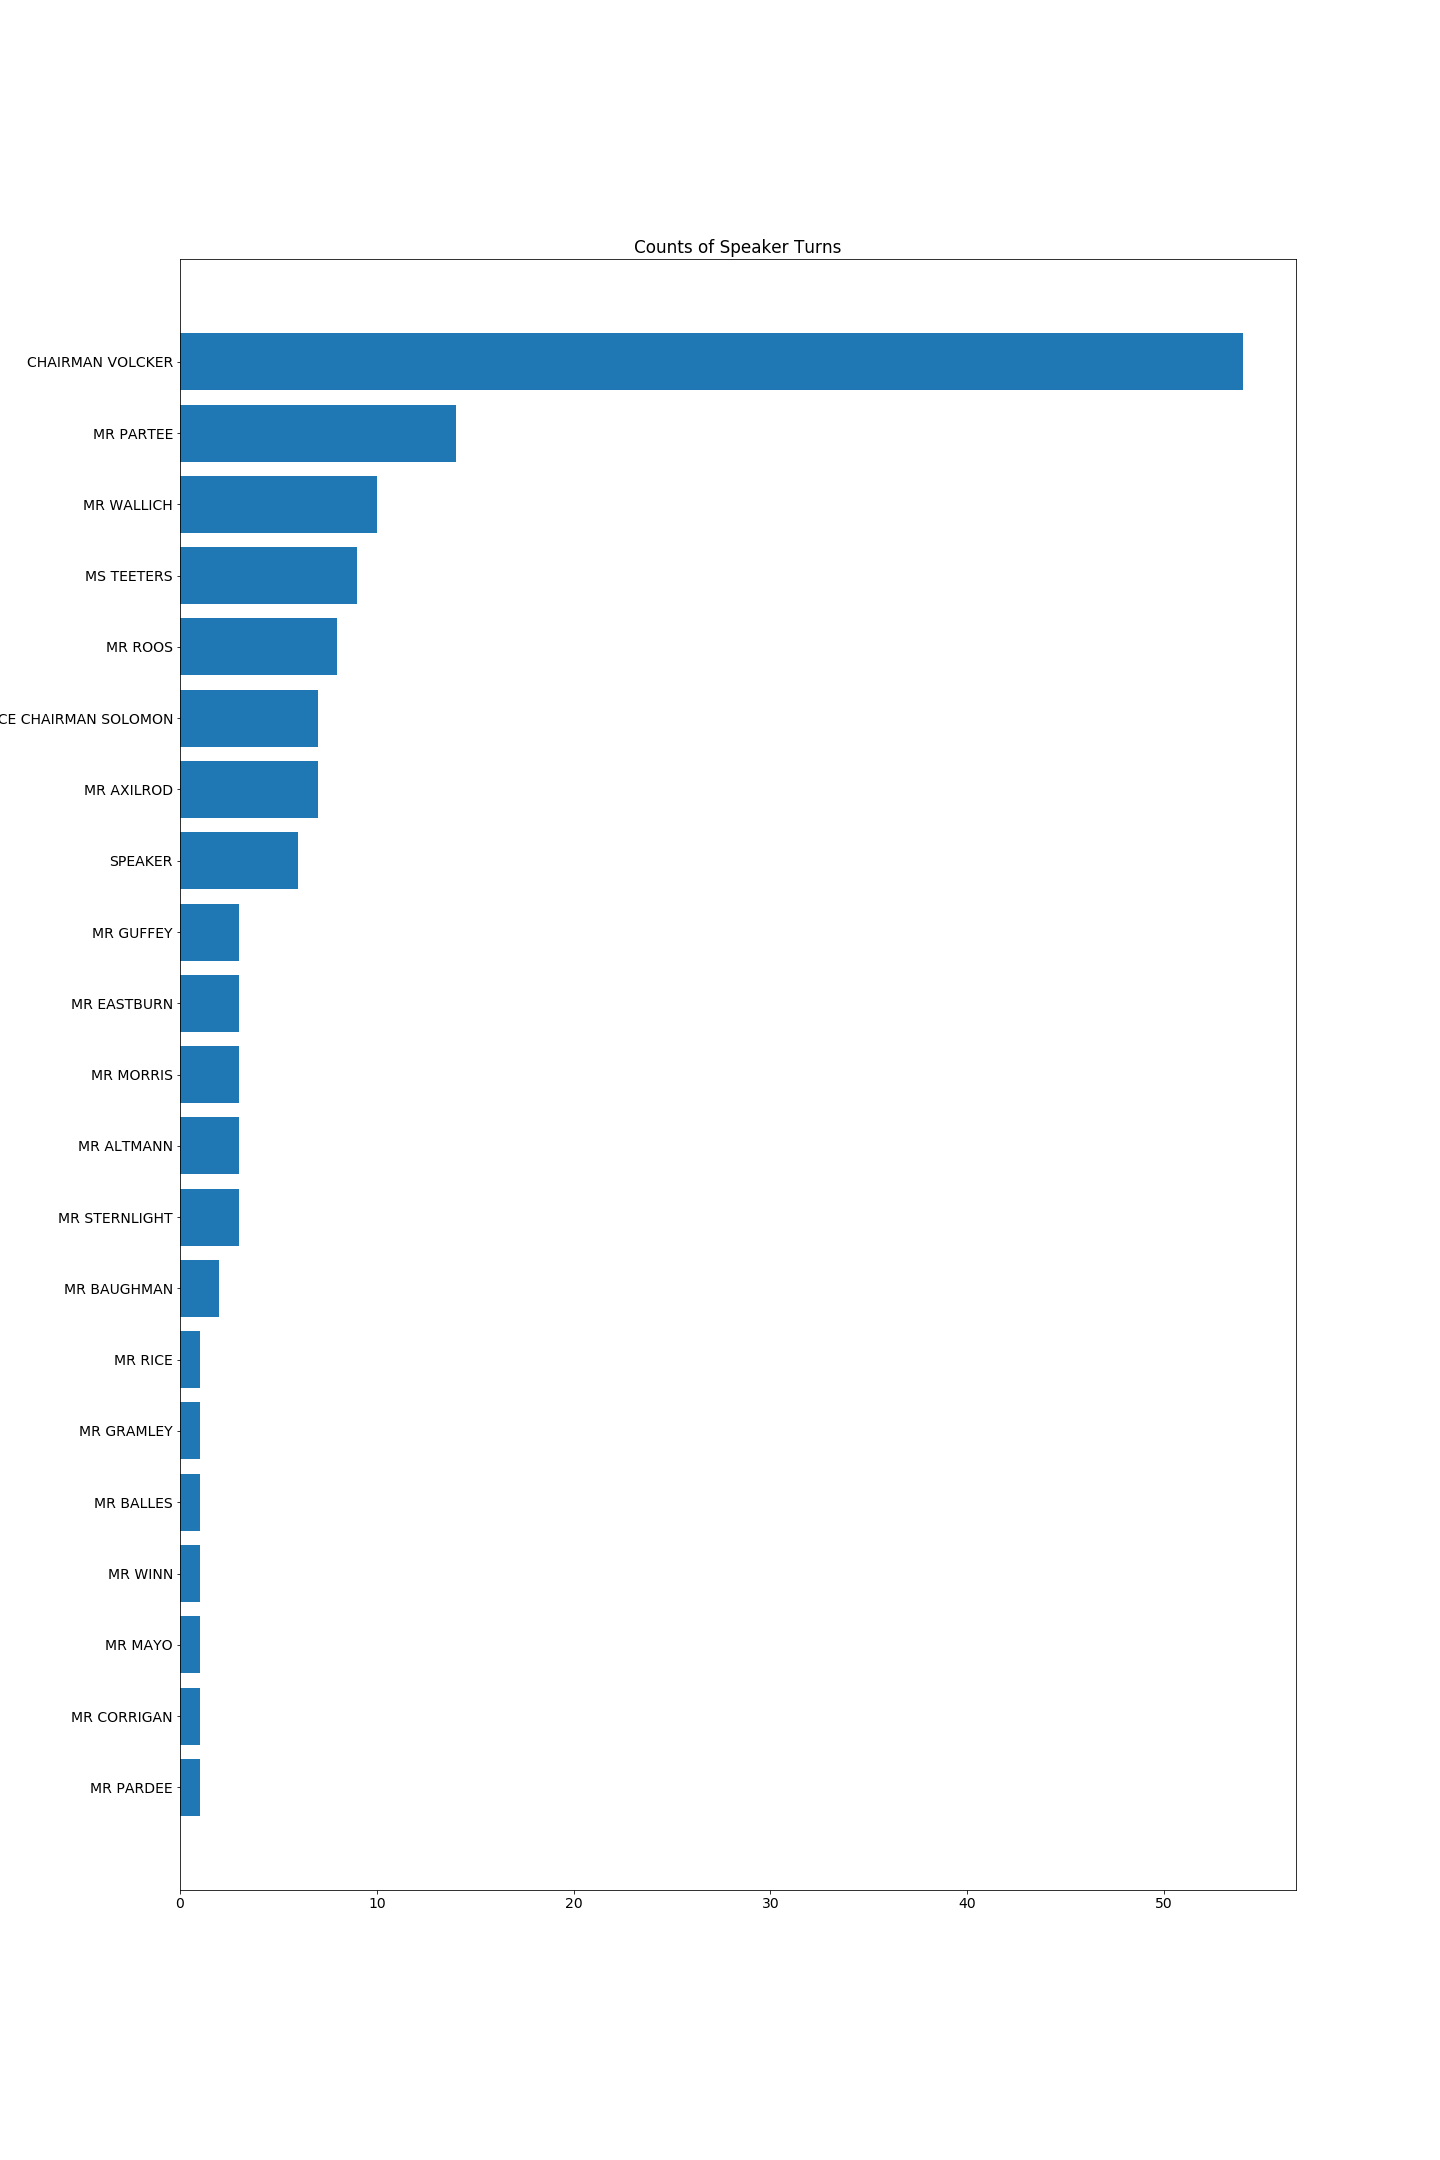 Counts of Speaker Turns
CHAIRMAN VOLCKER
MR PARTEE
MR WALLICH
MS TEETERS
MR ROOS
CE CHAIRMAN SOLOMON
MR AXILROD
SPEAKER
MR GUFFEY
MR EASTBURN
MR MORRIS
MR ALTMANN
MR STERNLIGHT
MR BAUGHMAN
MR RICE
MR GRAMLEY
MR BALLES
MR WINN
MR MAYO
MR CORRIGAN
MR PARDEE
0 10 20 30 40 50